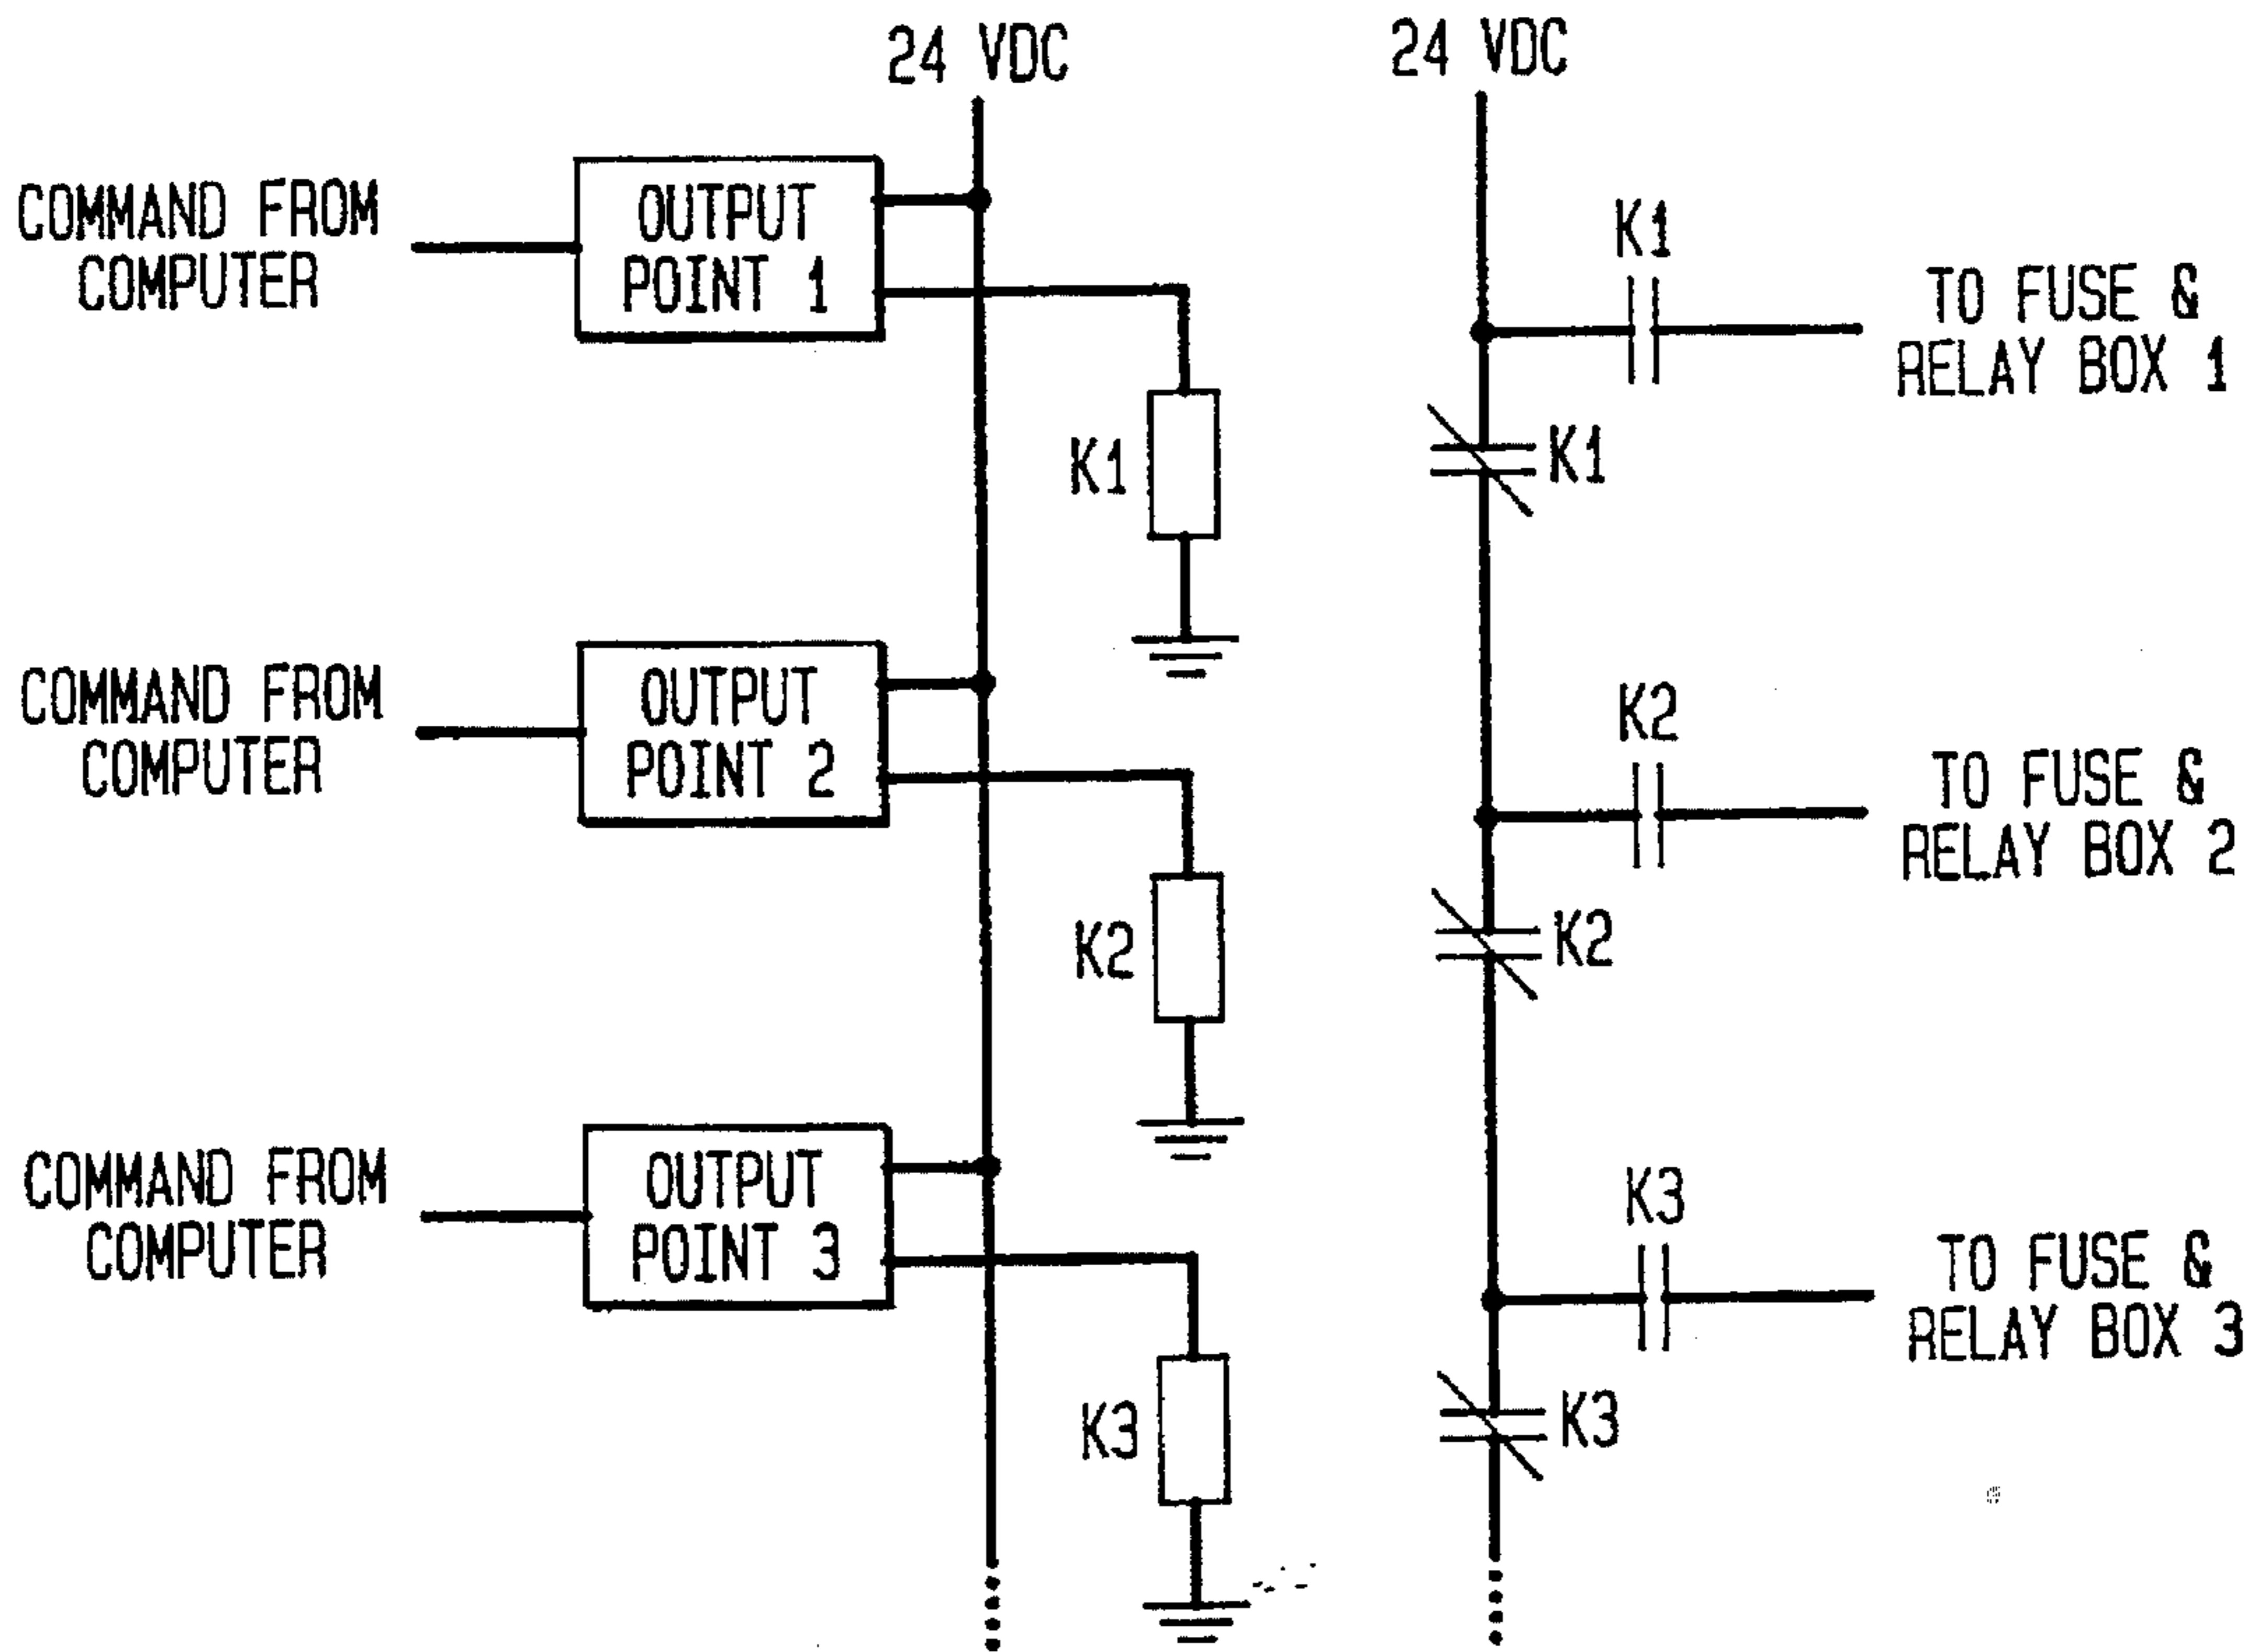 24 VDC
24 VDC
COMMAND FROM
COMPUTER
OUTPUT
POINT 1
K1
K1
TO FUSE &
RELAY BOX 1
K1
COMMAND FROM
COMPUTER
OUTPUT
POINT 2
K2
K2
TO FUSE &
RELAY BOX 2
K2
COMMAND FROM
COMPUTER
OUTPUT
POINT 3
K3
K3
TO FUSE &
RELAY BOX 3
K3